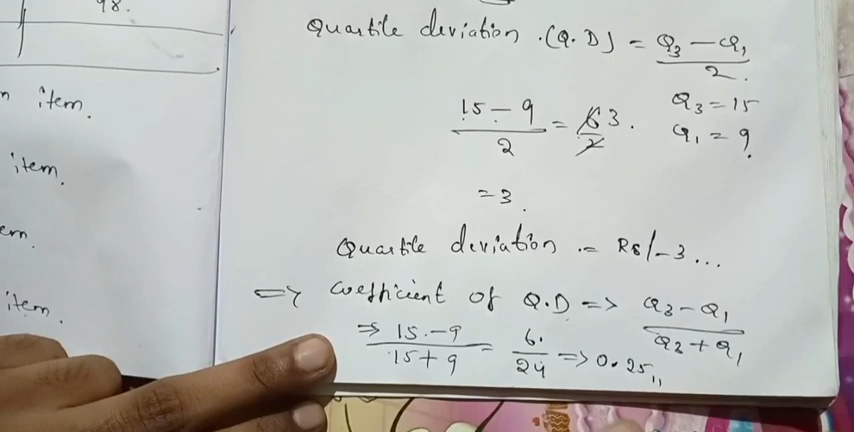 98.
n item.
item.
em.
item.
Quartile deviation . (Q.D) = Q3 – Q1 / 2.
15 – 9 / 2 = 6 / 2 3.
Q3 = 15
Q1 = 9.
= 3.
Quartile deviation .= Rs/– 3 ...
=> Coefficient of Q.D => Q3 – Q1 / Q3 + Q1
=> 15 – 9 / 15 + 9 = 6 / 24 => 0.25,,